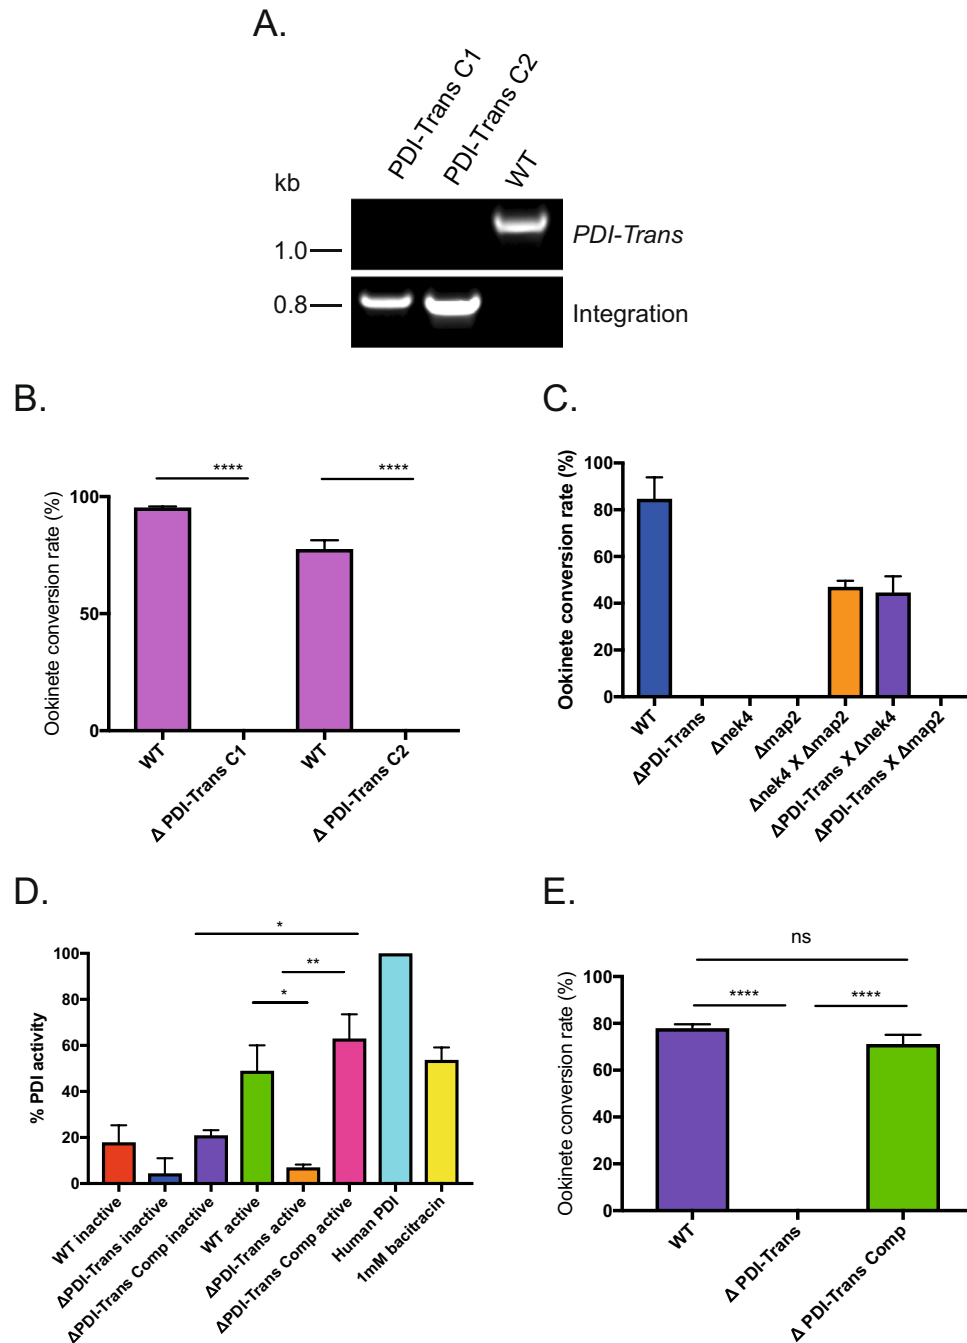 A.
PDI-Trans C1
PDI-Trans C2
WT
kb
1.0
PDI-Trans
0.8
Integration
B.
Ookinete conversion rate (%)
100
50
0
****
****
WT
Δ PDI-Trans C1
WT
Δ PDI-Trans C2
C.
Ookinete conversion rate (%)
100
80
60
40
20
0
WT
ΔPDI-Trans
Δnek4
Δmap2
Δnek4 X Δmap2
ΔPDI-Trans X Δnek4
ΔPDI-Trans X Δmap2
D.
% PDI activity
100
80
60
40
20
0
*
**
*
WT inactive
ΔPDI-Trans inactive
ΔPDI-Trans Comp inactive
WT active
ΔPDI-Trans active
ΔPDI-Trans Comp active
Human PDI
1mM bacitracin
E.
Ookinete conversion rate (%)
100
80
60
40
20
0
ns
****
****
WT
Δ PDI-Trans
Δ PDI-Trans Comp